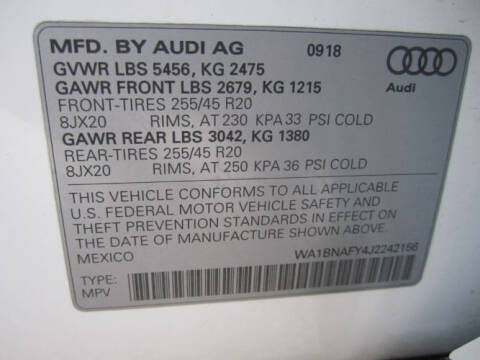 MFD. BY AUDI AG 0918
GVWR LBS 5456, KG 2475
GAWR FRONT LBS 2679, KG 1215
Audi
FRONT-TIRES 255/45 R20
8JX20 RIMS, AT 230 KPA 33 PSI COLD
GAWR REAR LBS 3042, KG 1380
REAR-TIRES 255/45 R20
8JX20 RIMS, AT 250 KPA 36 PSI COLD
THIS VEHICLE CONFORMS TO ALL APPLICABLE
U.S. FEDERAL MOTOR VEHICLE SAFETY AND
THEFT PREVENTION STANDARDS IN EFFECT ON
THE DATE OF MANUFACTURE SHOWN ABOVE.
MEXICO WA1BNAFY4J2242156
TYPE:
MPV